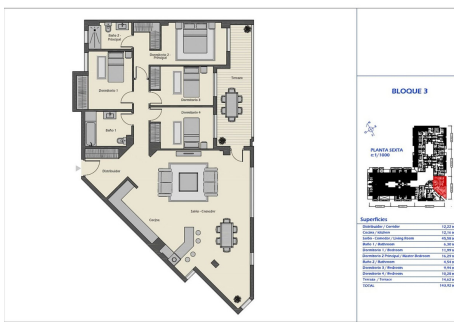 Baño 2 -
Principal
Dormitorio 2 -
Principal
Terraza
Dormitorio 1
Dormitorio 3
Dormitorio 4
Baño 1
Distribuidor
Cocina
Salón - Comedor
BLOQUE 3
PLANTA SEXTA
e:1/1000
Superficies
Distribuidor / Corridor
Cocina / Kitchen
Salón - Comedor / Living Room
Baño 1 / Bathroom
Dormitorio 1 / Bedroom
Dormitorio 2 Principal / Master Bedroom
Baño 2 / Bathroom
Dormitorio 3 / Bedroom
Dormitorio 4 / Bedroom
Terraza / Terrace
TOTAL